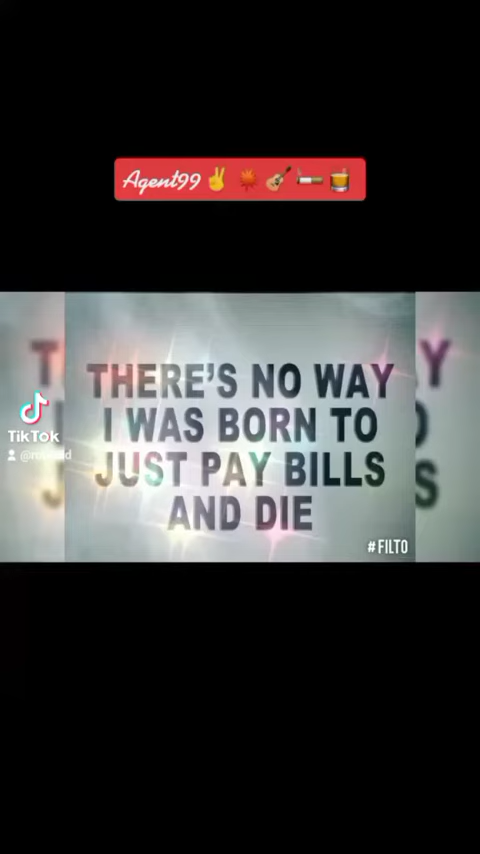 Agent99✌️🍁🎸🚬🥃
THERE'S NO WAY
I WAS BORN TO
JUST PAY BILLS
AND DIE
#FILTO
TikTok